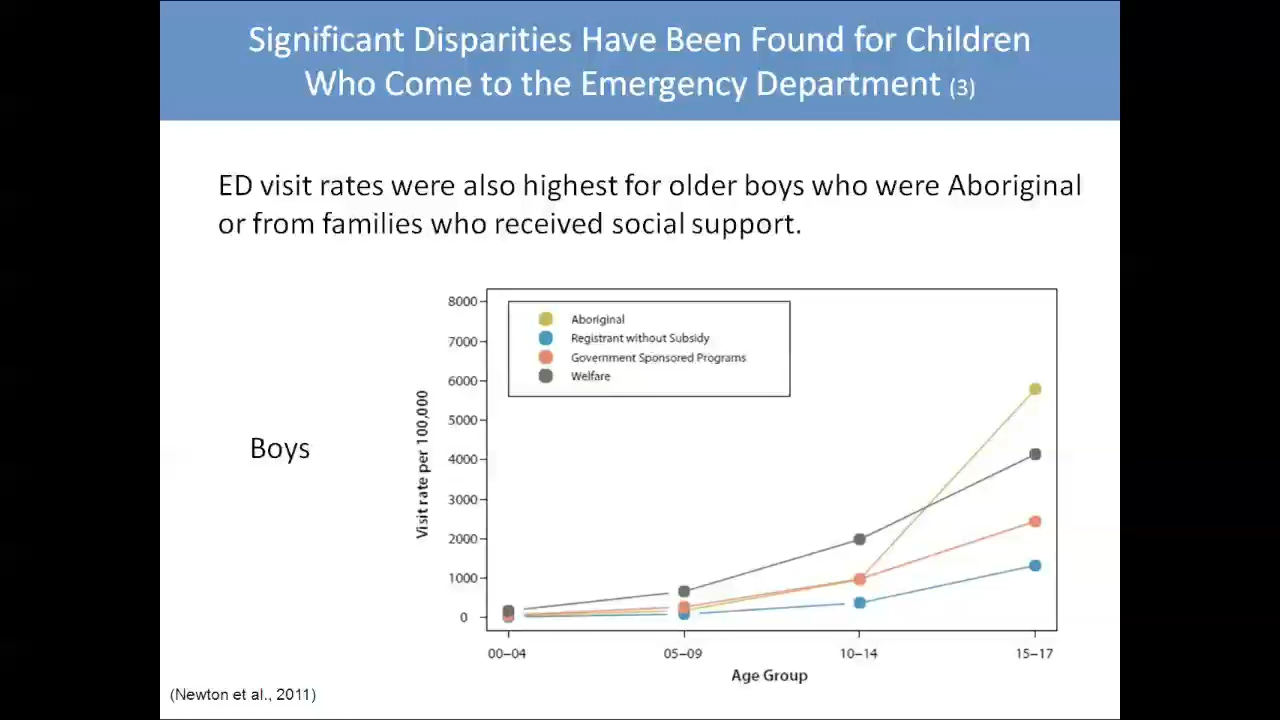 Significant Disparities Have Been Found for Children
Who Come to the Emergency Department (3)
ED visit rates were also highest for older boys who were Aboriginal
or from families who received social support.
Boys
Visit rate per 100,000
8000
7000
6000
5000
4000
3000
2000
1000
0
Aboriginal
Registrant without Subsidy
Government Sponsored Programs
Welfare
00–04
05–09
10–14
15–17
Age Group
(Newton et al., 2011)